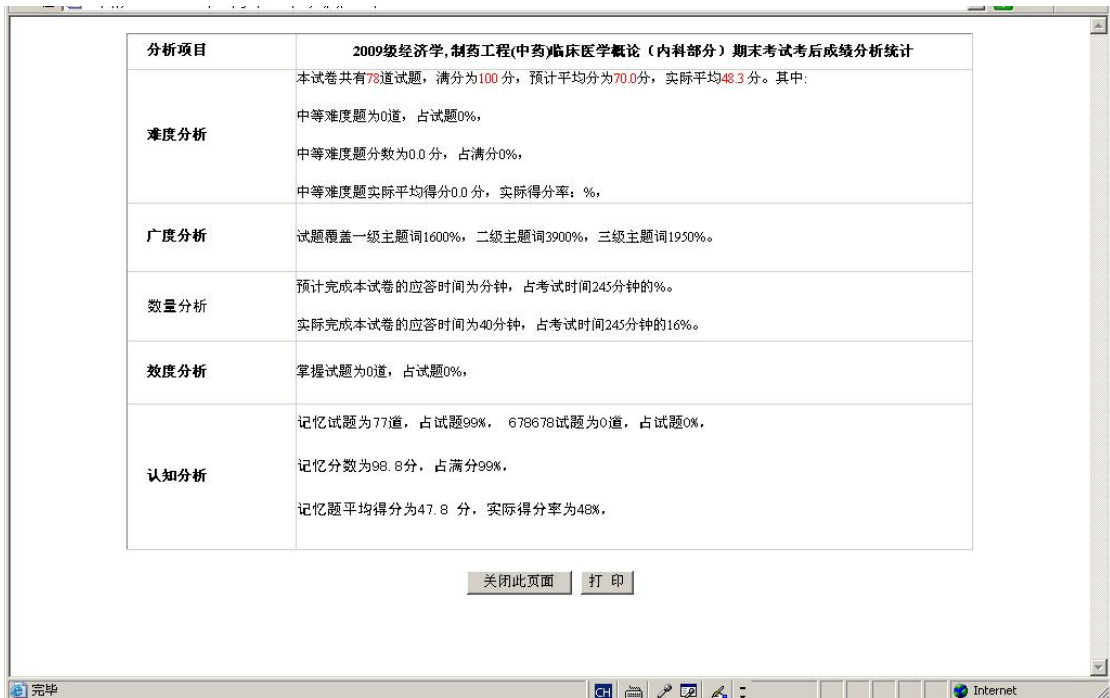 分析项目
2009级经济学,制药工程(中药)临床医学概论（内科部分）期末考试考后成绩分析统计
难度分析
本试卷共有78道试题，满分为100 分，预计平均分为70.0分，实际平均48.3 分。其中:
中等难度题为0道，占试题0%，
中等难度题分数为0.0 分，占满分0%，
中等难度题实际平均得分0.0 分，实际得分率：%，
广度分析
试题覆盖一级主题词1600%，二级主题词3900%，三级主题词1950%。
数量分析
预计完成本试卷的应答时间为分钟，占考试时间245分钟的%。
实际完成本试卷的应答时间为40分钟，占考试时间245分钟的16%。
效度分析
掌握试题为0道，占试题0%，
认知分析
记忆试题为77道，占试题99%， 678678试题为0道，占试题0%，
记忆分数为98.8分，占满分99%，
记忆题平均得分为47.8 分，实际得分率为48%，
关闭此页面 打 印
完毕 CH Internet